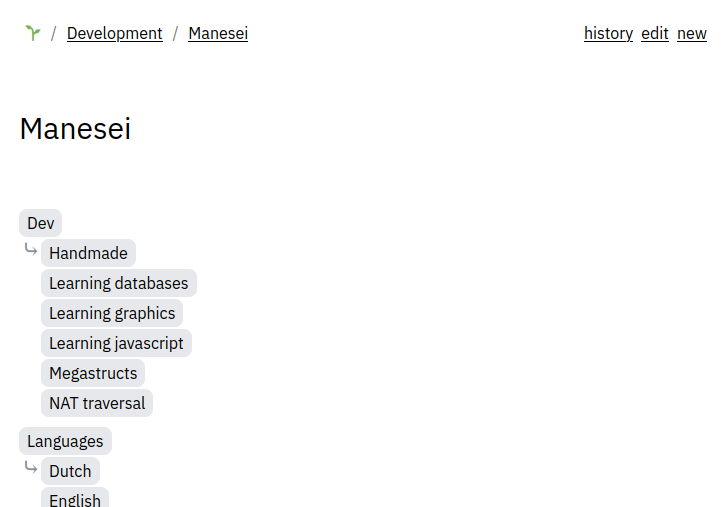 🌱 / Development / Manesei history edit new
Manesei
Dev
Handmade
Learning databases
Learning graphics
Learning javascript
Megastructs
NAT traversal
Languages
Dutch
English